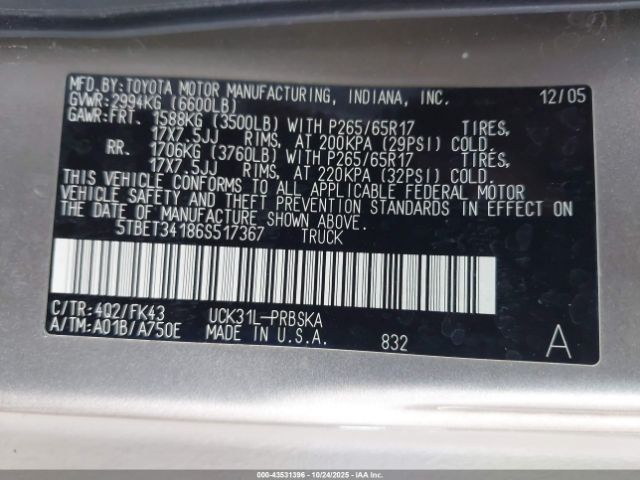 MFD.BY:TOYOTA MOTOR MANUFACTURING, INDIANA, INC. 12/05
GVWR: 2994KG (6600LB)
GAWR:FRT. 1588KG (3500LB) WITH P265/65R17 TIRES,
17X7.5JJ RIMS, AT 200KPA (29PSI) COLD.
RR. 1706KG (3760LB) WITH P265/65R17 TIRES,
17X7.5JJ RIMS, AT 220KPA (32PSI) COLD.
THIS VEHICLE CONFORMS TO ALL APPLICABLE FEDERAL MOTOR
VEHICLE SAFETY AND THEFT PREVENTION STANDARDS IN EFFECT ON
THE DATE OF MANUFACTURE SHOWN ABOVE.
5TBET34186S517367 TRUCK
C/TR: 4Q2/FK43 UCK31L-PRBSKA
A/TM: A01B/A750E MADE IN U.S.A. 832 A
000-43531396 - 10/24/2025 - IAAI.COM